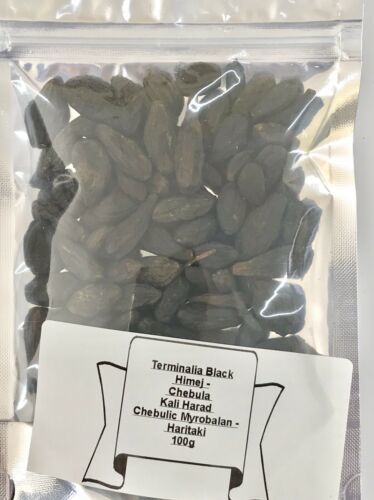 Terminalia Black
Himej -
Chebula
Kali Harad
Chebulic Myrobalan -
Haritaki
100g